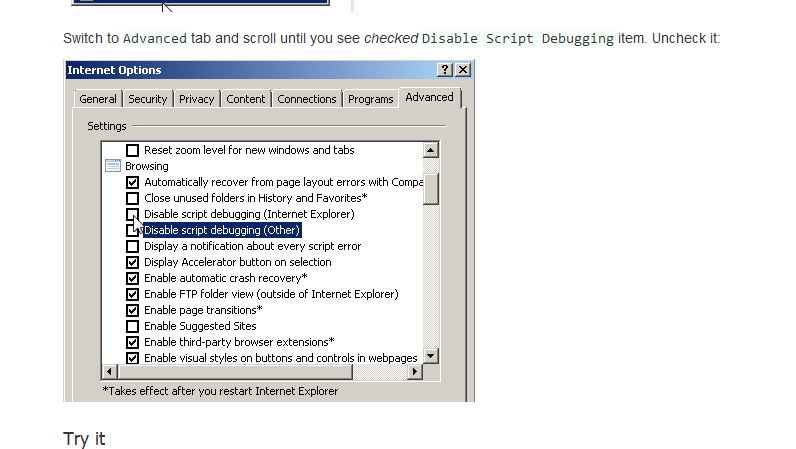 Switch to Advanced tab and scroll until you see checked Disable Script Debugging item. Uncheck it:
Internet Options
General Security Privacy Content Connections Programs Advanced
Settings
Reset zoom level for new windows and tabs
Browsing
Automatically recover from page layout errors with Compa
Close unused folders in History and Favorites*
Disable script debugging (Internet Explorer)
Disable script debugging (Other)
Display a notification about every script error
Display Accelerator button on selection
Enable automatic crash recovery*
Enable FTP folder view (outside of Internet Explorer)
Enable page transitions*
Enable Suggested Sites
Enable third-party browser extensions*
Enable visual styles on buttons and controls in webpages
*Takes effect after you restart Internet Explorer
Try it